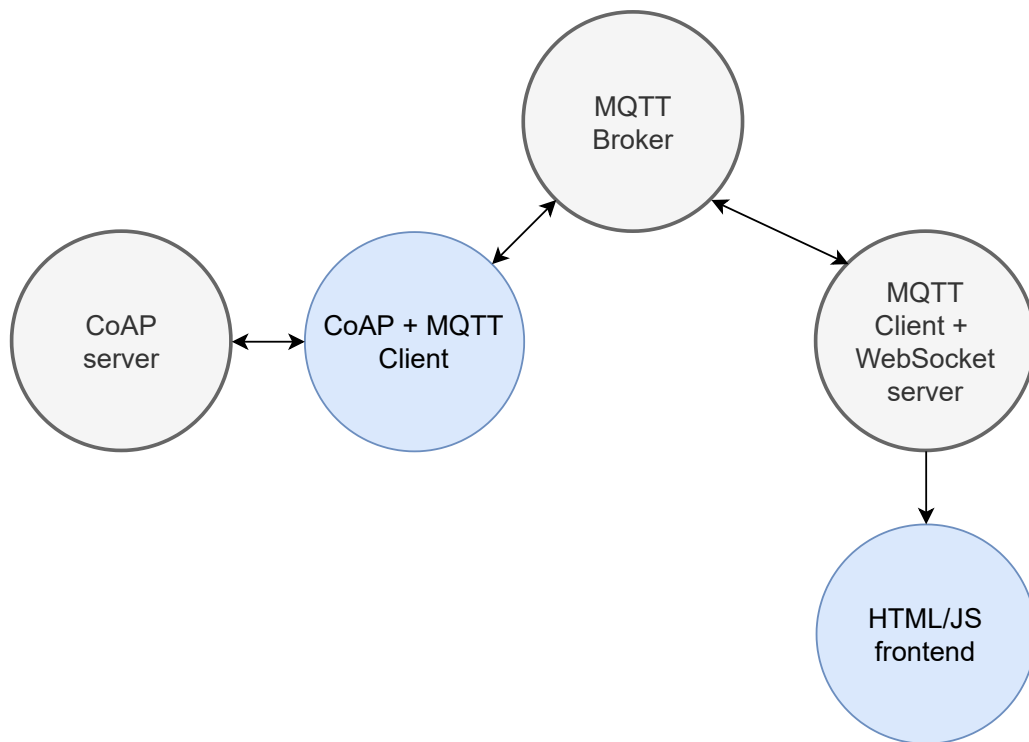 MQTT
Broker
CoAP
server
CoAP + MQTT
Client
MQTT
Client +
WebSocket
server
HTML/JS
frontend